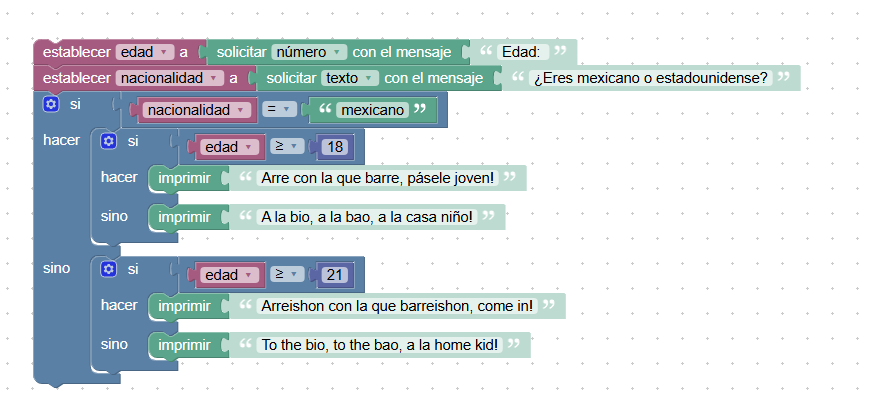 establecer edad a solicitar número con el mensaje “ Edad: ”
establecer nacionalidad a solicitar texto con el mensaje “ ¿Eres mexicano o estadounidense? ”
si nacionalidad = “ mexicano ”
hacer si edad ≥ 18
hacer imprimir “ Arre con la que barre, pásele joven! ”
sino imprimir “ A la bio, a la bao, a la casa niño! ”
sino si edad ≥ 21
hacer imprimir “ Arreishon con la que barreishon, come in! ”
sino imprimir “ To the bio, to the bao, a la home kid! ”